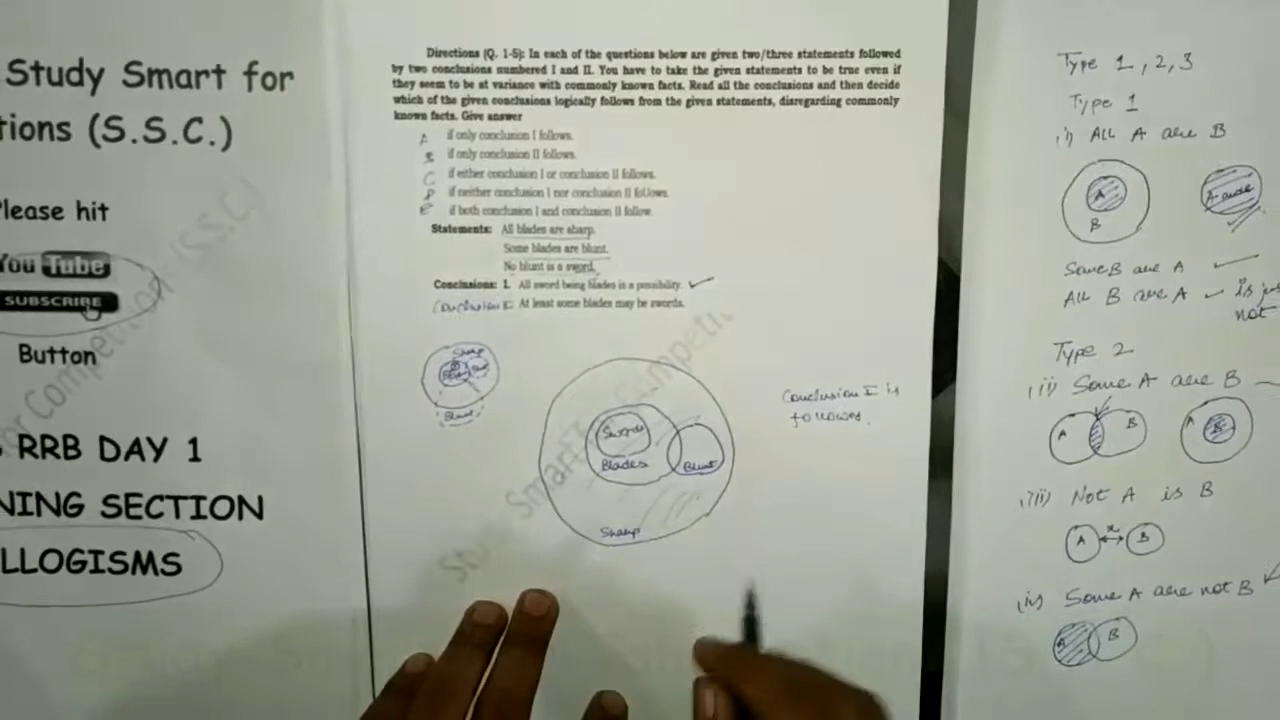 Study Smart for
tions (S.S.C.)
Please hit
You Tube
SUBSCRIBE
Button
RRB DAY 1
NING SECTION
LLOGISMS
Directions (Q. 1-5): In each of the questions below are given two/three statements followed
by two conclusions numbered I and II. You have to take the given statements to be true even if
they seem to be at variance with commonly known facts. Read all the conclusions and then decide
which of the given conclusions logically follows from the given statements, disregarding commonly
known facts. Give answer
A if only conclusion I follows.
B if only conclusion II follows.
C if either conclusion I or conclusion II follows.
D if neither conclusion I nor conclusion II follows.
E if both conclusion I and conclusion II follow.
Statements: All blades are sharp.
Some blades are blunt.
No blunt is a sword.
Conclusions: I. All sword being blades is a possibility.
Conclusion II: At least some blades may be swords.
Sharp
Blunt
Swords
Blades
Blunt
Sharp
Conclusion I is
followed.
Type 1, 2, 3
Type 1
(i) All A are B
A
B
Some B are A
All B are A
not
Type 2
(ii) Some A are B
A
B
A
B
(iii) Not A is B
A
x
B
(iv) Some A are not B
A
B